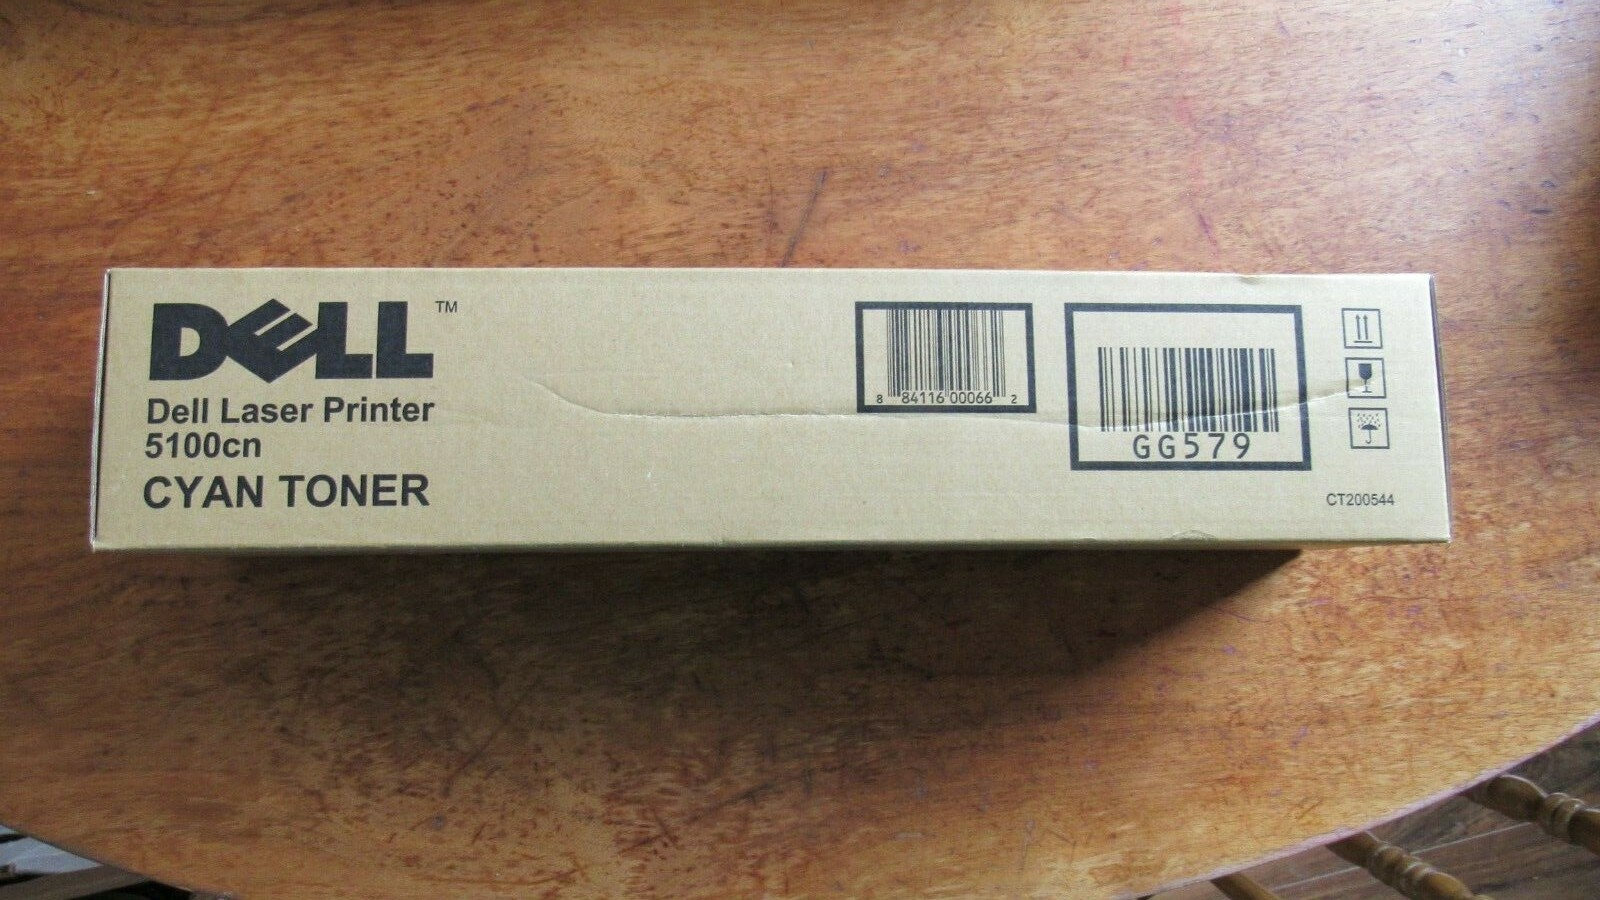 DELL™
Dell Laser Printer
5100cn
CYAN TONER
8 84116 00066 2
GG579
CT200544